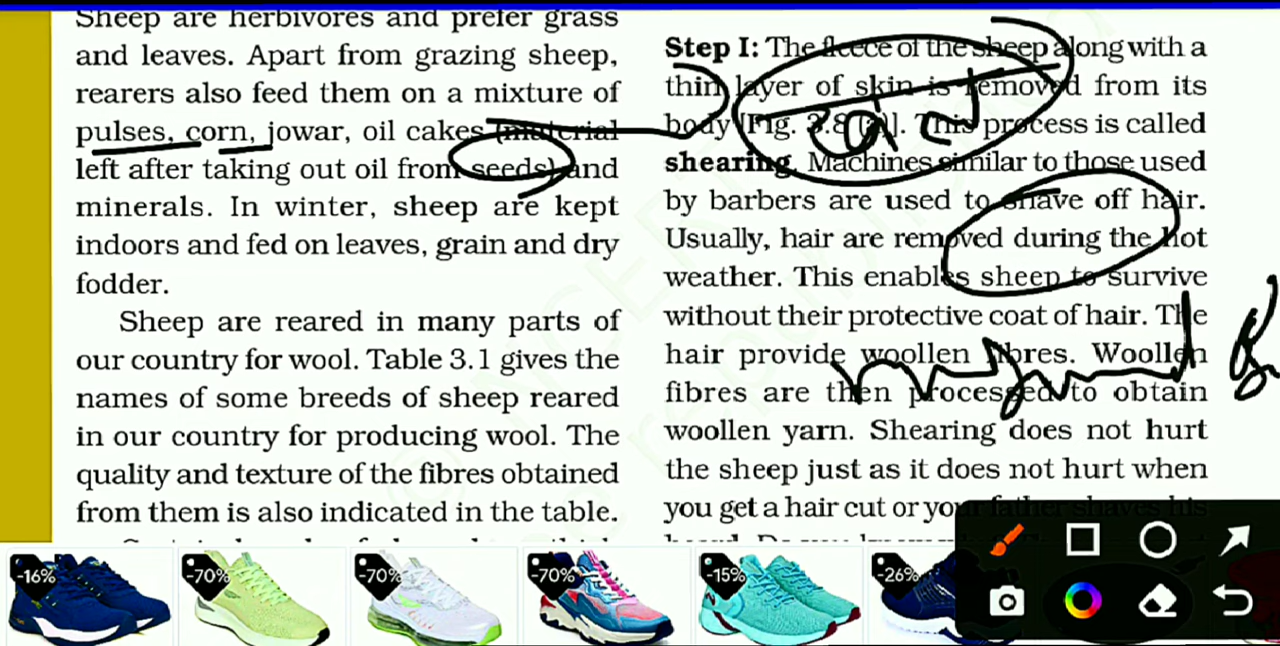 Sheep are herbivores and prefer grass
and leaves. Apart from grazing sheep,
rearers also feed them on a mixture of
pulses, corn, jowar, oil cakes (material
left after taking out oil from seeds) and
minerals. In winter, sheep are kept
indoors and fed on leaves, grain and dry
fodder.
Sheep are reared in many parts of
our country for wool. Table 3.1 gives the
names of some breeds of sheep reared
in our country for producing wool. The
quality and texture of the fibres obtained
from them is also indicated in the table.
Step I: The fleece of the sheep along with a
thin layer of skin is removed from its
body [Fig. 3.8 (a)]. This process is called
shearing. Machines similar to those used
by barbers are used to shave off hair.
Usually, hair are removed during the hot
weather. This enables sheep to survive
without their protective coat of hair. The
hair provide woollen fibres. Woollen
fibres are then processed to obtain
woollen yarn. Shearing does not hurt
the sheep just as it does not hurt when
you get a hair cut or your father shaves his
-16%
-70%
-70%
-70%
-15%
-26%